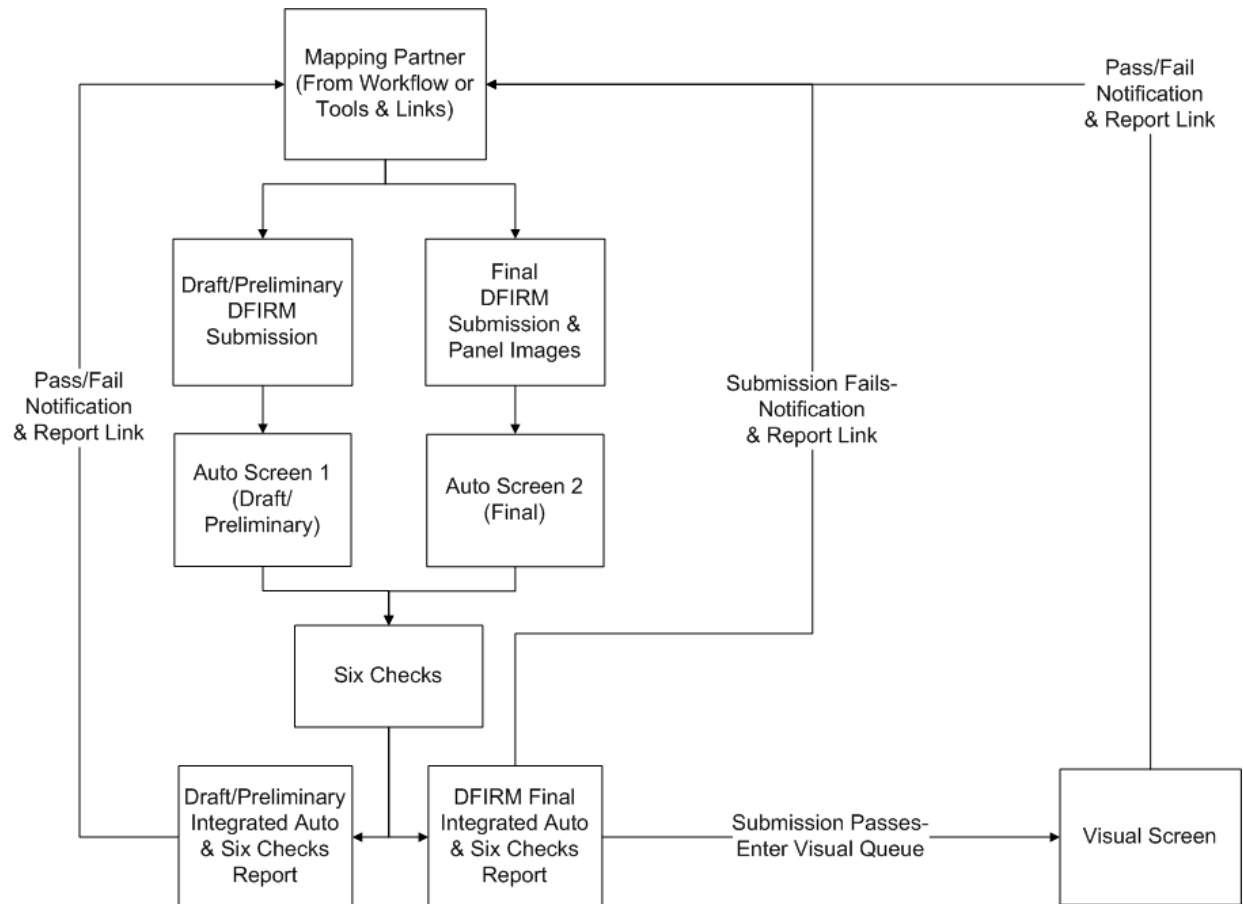 Mapping Partner
(From Workflow or
Tools & Links)
Pass/Fail
Notification
& Report Link
Draft/Preliminary
DFIRM
Submission
Final
DFIRM
Submission &
Panel Images
Pass/Fail
Notification
& Report Link
Submission Fails-
Notification
& Report Link
Auto Screen 1
(Draft/
Preliminary)
Auto Screen 2
(Final)
Six Checks
Draft/Preliminary
Integrated Auto
& Six Checks
Report
DFIRM Final
Integrated Auto
& Six Checks
Report
Submission Passes-
Enter Visual Queue
Visual Screen